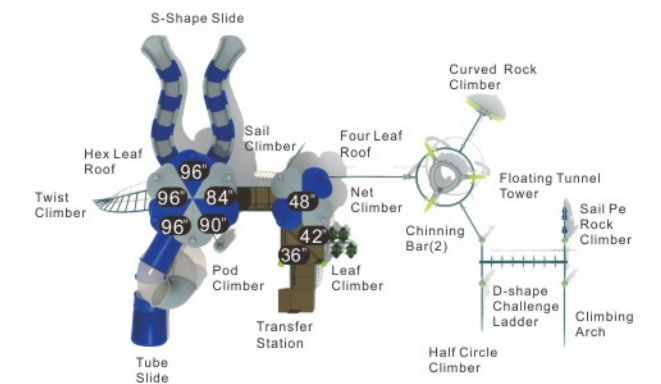 S-Shape Slide
Curved Rock
Climber
Sail
Climber
Four Leaf
Roof
Hex Leaf
Roof
96"
96"
84"
48"
Twist
Climber
Net
Climber
Floating Tunnel
Tower
96"
90"
42"
36"
Chinning
Bar(2)
Sail Pe
Rock
Climber
Pod
Climber
Leaf
Climber
D-shape
Challenge
Ladder
Climbing
Arch
Transfer
Station
Half Circle
Climber
Tube
Slide